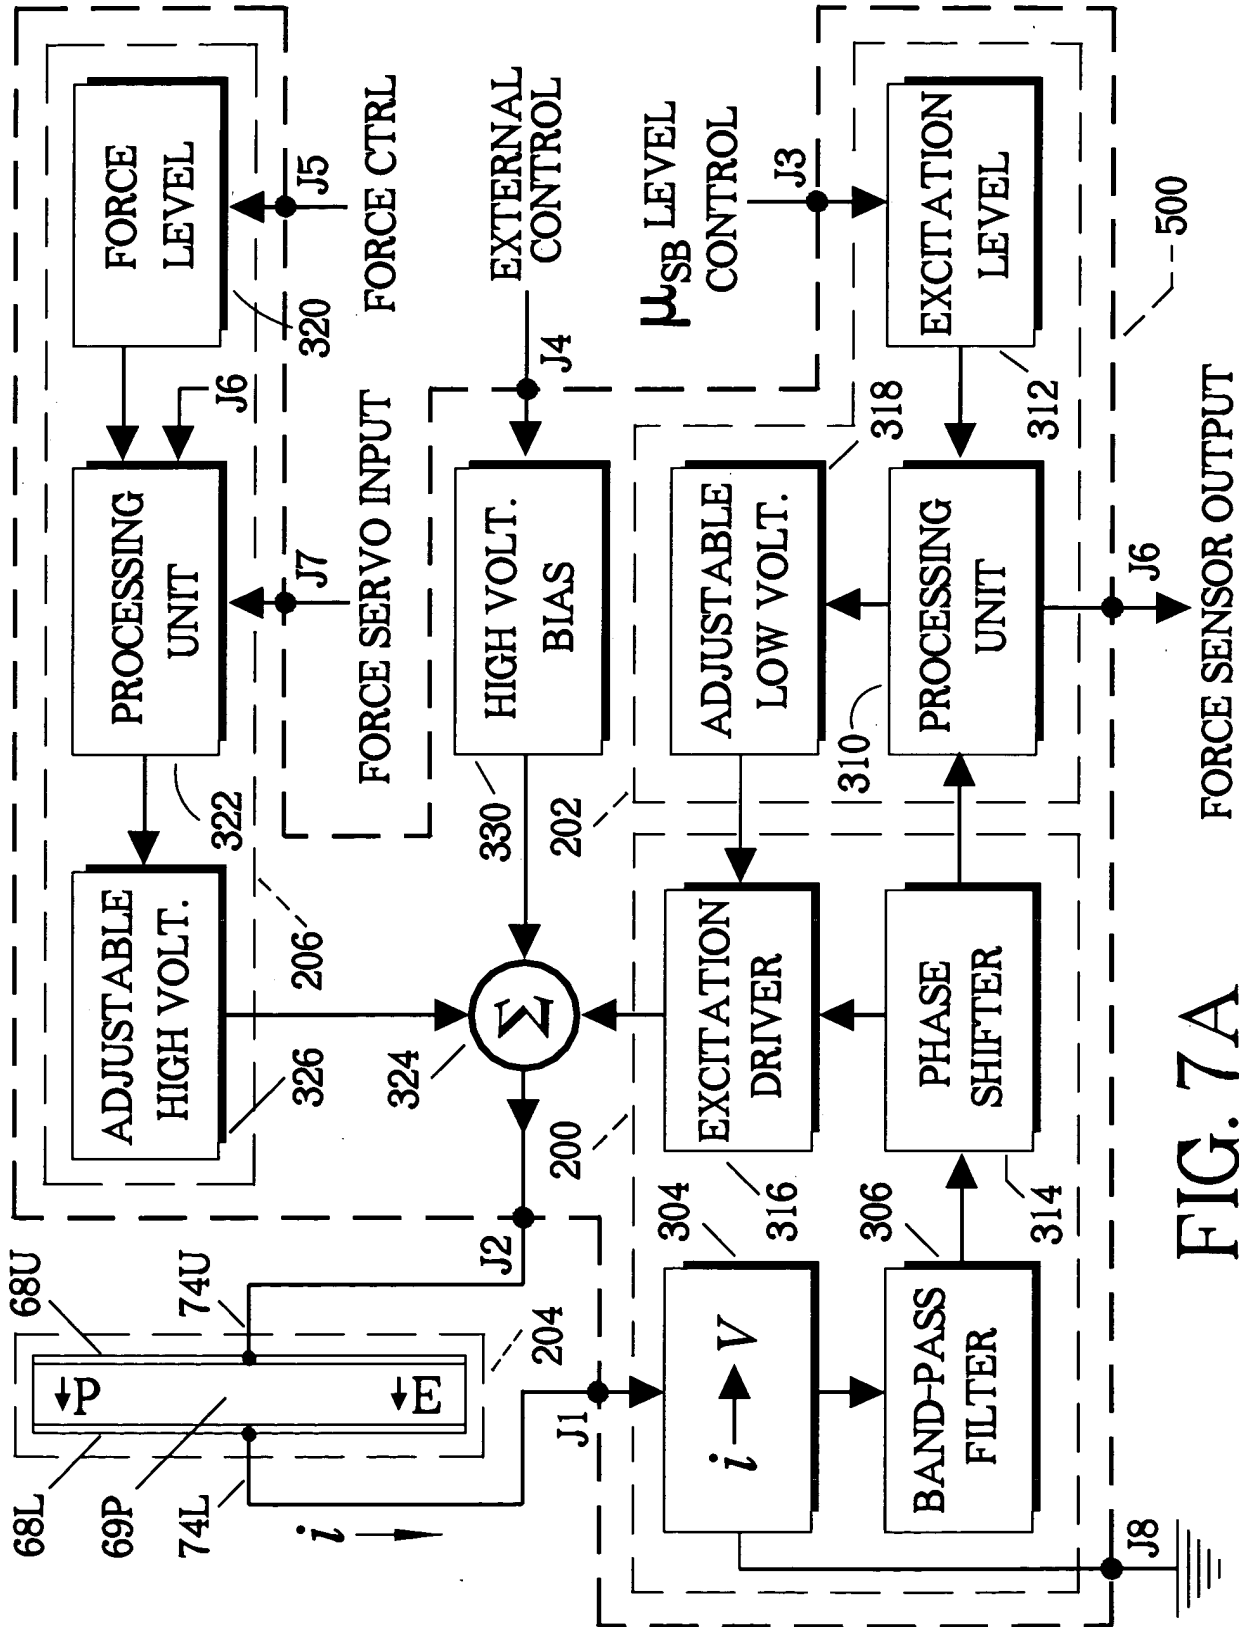 68L
69P
74L
i
68U
P
E
74U
204
J1
J2
ADJUSTABLE
HIGH VOLT.
326
206
PROCESSING
UNIT
322
J6
FORCE
LEVEL
320
J5
FORCE CTRL
J7
FORCE SERVO INPUT
324
Σ
HIGH VOLT.
BIAS
330
J4
EXTERNAL
CONTROL
μSB LEVEL
CONTROL
J3
200
202
i V
304
EXCITATION
DRIVER
316
ADJUSTABLE
LOW VOLT.
318
BAND-PASS
FILTER
306
PHASE
SHIFTER
314
PROCESSING
UNIT
310
EXCITATION
LEVEL
312
500
J8
J6
FORCE SENSOR OUTPUT
FIG. 7A